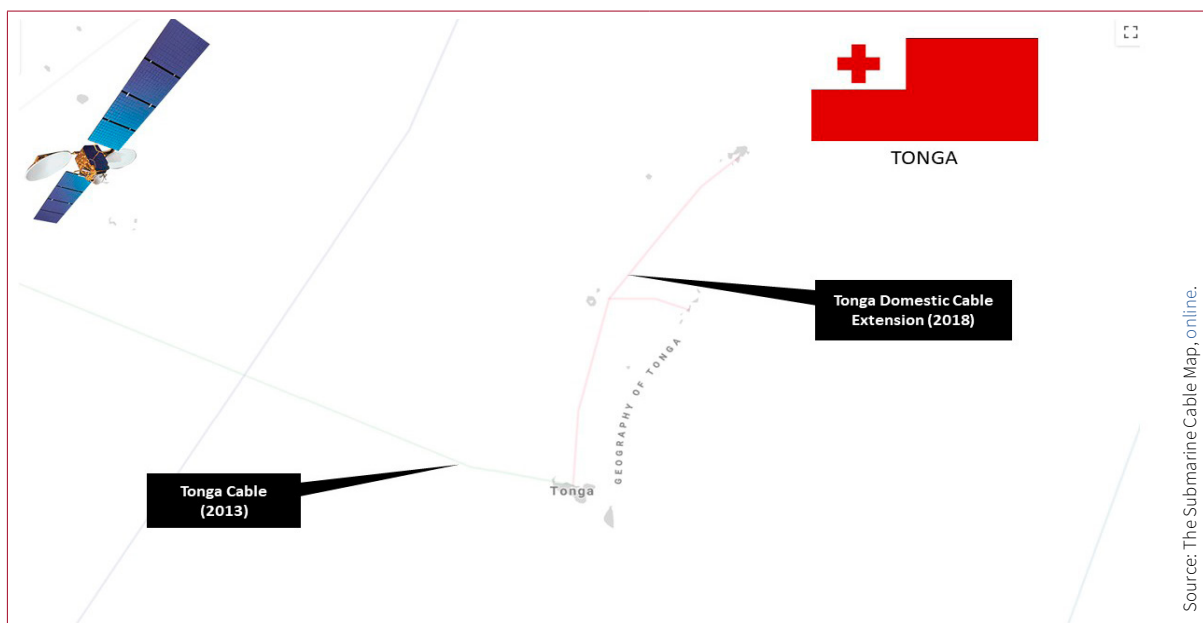 TONGA
Tonga Domestic Cable
Extension (2018)
GEOGRAPHY OF TONGA
Tonga Cable
(2013)
Tonga
Source: The Submarine Cable Map, online.